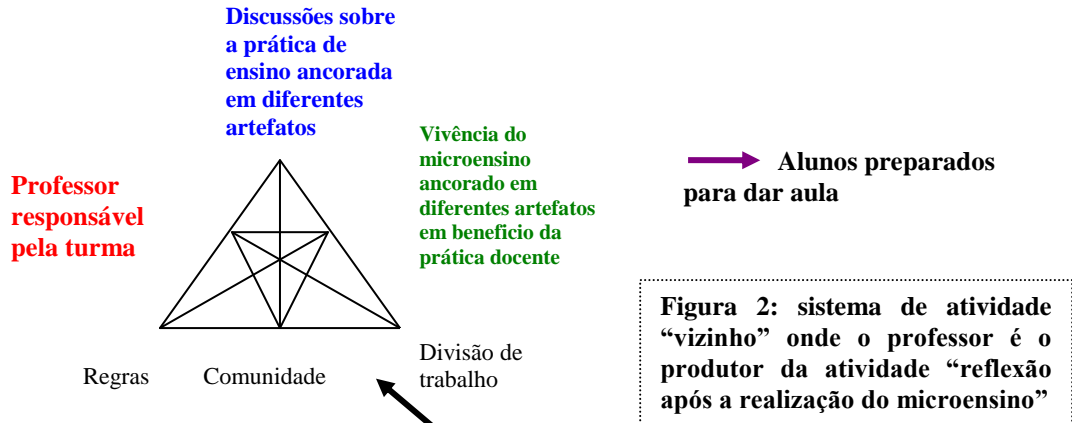 Discussões sobre
a prática de
ensino ancorada
em diferentes
artefatos
Professor
responsável
pela turma
Vivência do
microensino
ancorado em
diferentes artefatos
em beneficio da
prática docente
Alunos preparados
para dar aula
Regras
Comunidade
Divisão de
trabalho
Figura 2: sistema de atividade
“vizinho” onde o professor é o
produtor da atividade “reflexão
após a realização do microensino”